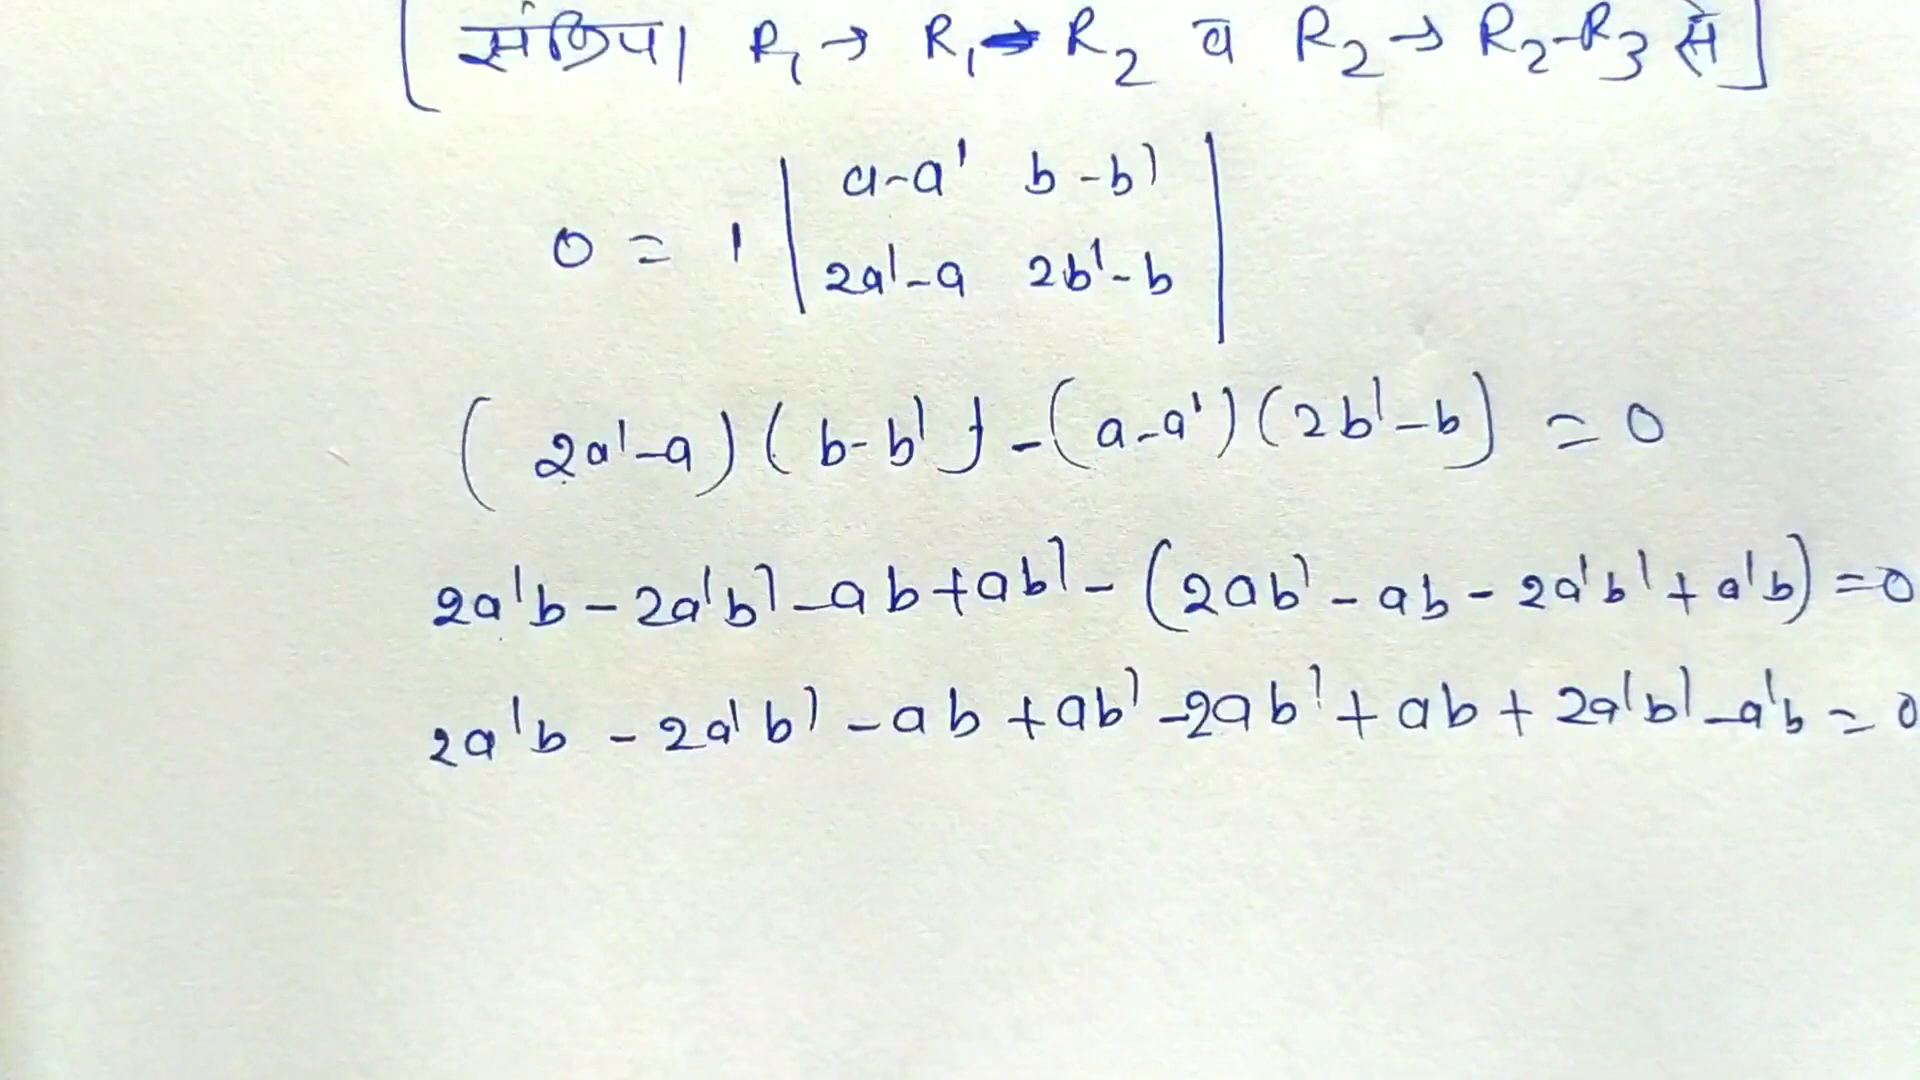 [संक्रिया R₁ → R₁ - R₂ व R₂ → R₂-R₃ से]
0 = 1 | a-a' b-b' |
| 2a'-a 2b'-b |
(2a'-a)(b-b') - (a-a')(2b'-b) = 0
2a'b - 2a'b' - ab + ab' - (2ab' - ab - 2a'b' + a'b) = 0
2a'b - 2a'b' - ab + ab' - 2ab' + ab + 2a'b' - a'b = 0